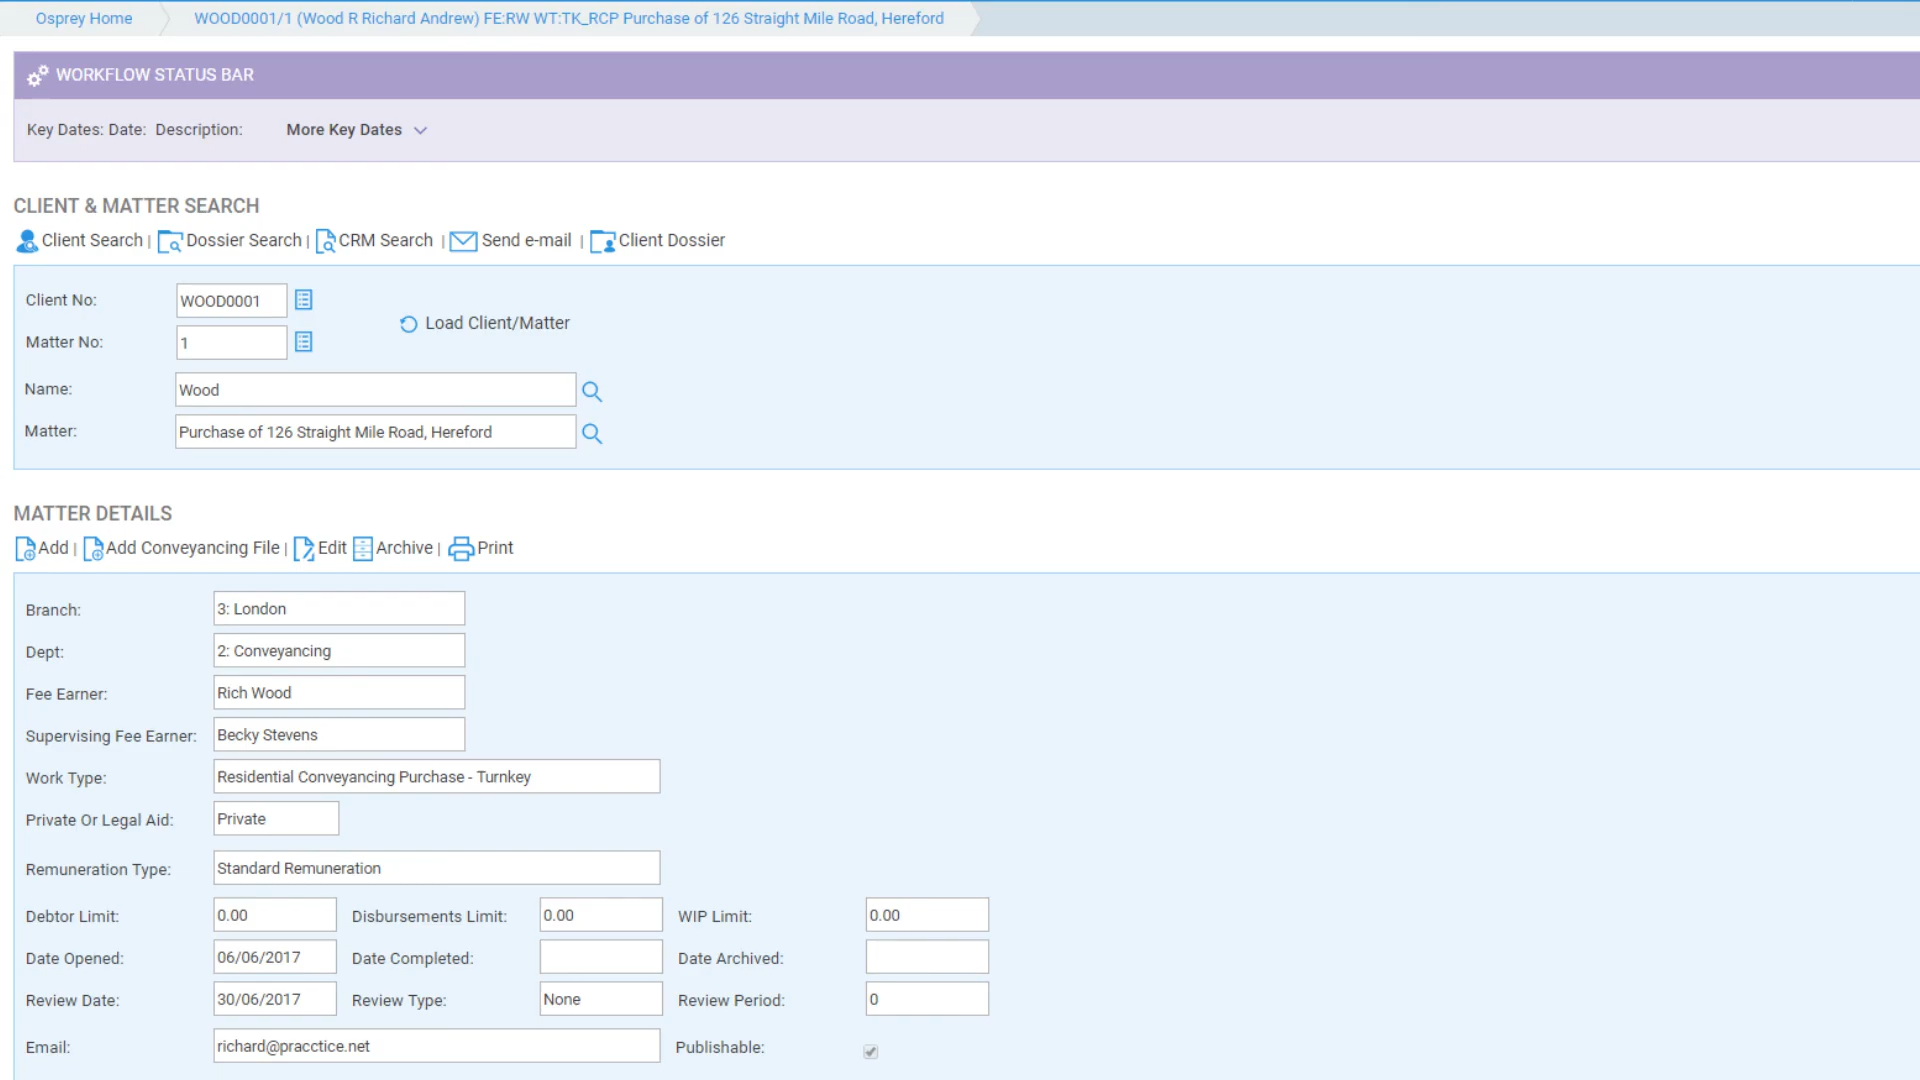 Osprey Home WOOD0001/1 (Wood R Richard Andrew) FE:RW WT:TK_RCP Purchase of 126 Straight Mile Road, Hereford
WORKFLOW STATUS BAR
Key Dates: Date: Description: More Key Dates
CLIENT & MATTER SEARCH
Client Search | Dossier Search | CRM Search | Send e-mail | Client Dossier
Client No: WOOD0001
Load Client/Matter
Matter No: 1
Name: Wood
Matter: Purchase of 126 Straight Mile Road, Hereford
MATTER DETAILS
Add | Add Conveyancing File | Edit Archive | Print
Branch: 3: London
Dept: 2: Conveyancing
Fee Earner: Rich Wood
Supervising Fee Earner: Becky Stevens
Work Type: Residential Conveyancing Purchase - Turnkey
Private Or Legal Aid: Private
Remuneration Type: Standard Remuneration
Debtor Limit: 0.00 Disbursements Limit: 0.00 WIP Limit: 0.00
Date Opened: 06/06/2017 Date Completed: Date Archived:
Review Date: 30/06/2017 Review Type: None Review Period: 0
Email: richard@pracctice.net Publishable: